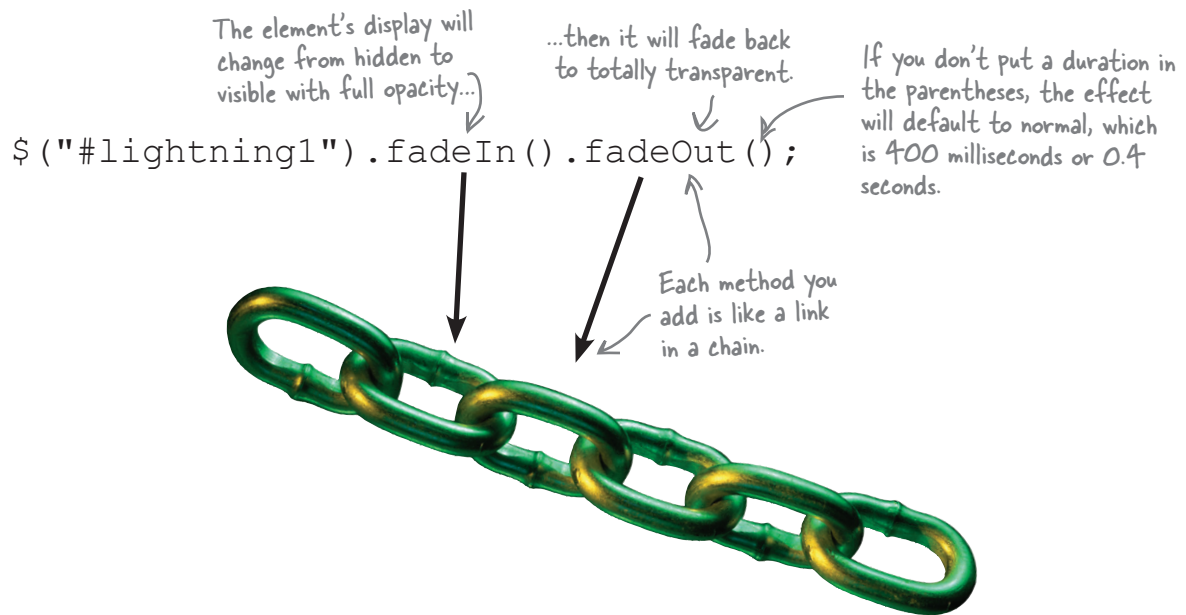 The element's display will
change from hidden to
visible with full opacity...
...then it will fade back
to totally transparent.
If you don't put a duration in
the parentheses, the effect
will default to normal, which
is 400 milliseconds or 0.4
seconds.
$("#lightning1").fadeIn().fadeOut();
Each method you
add is like a link
in a chain.